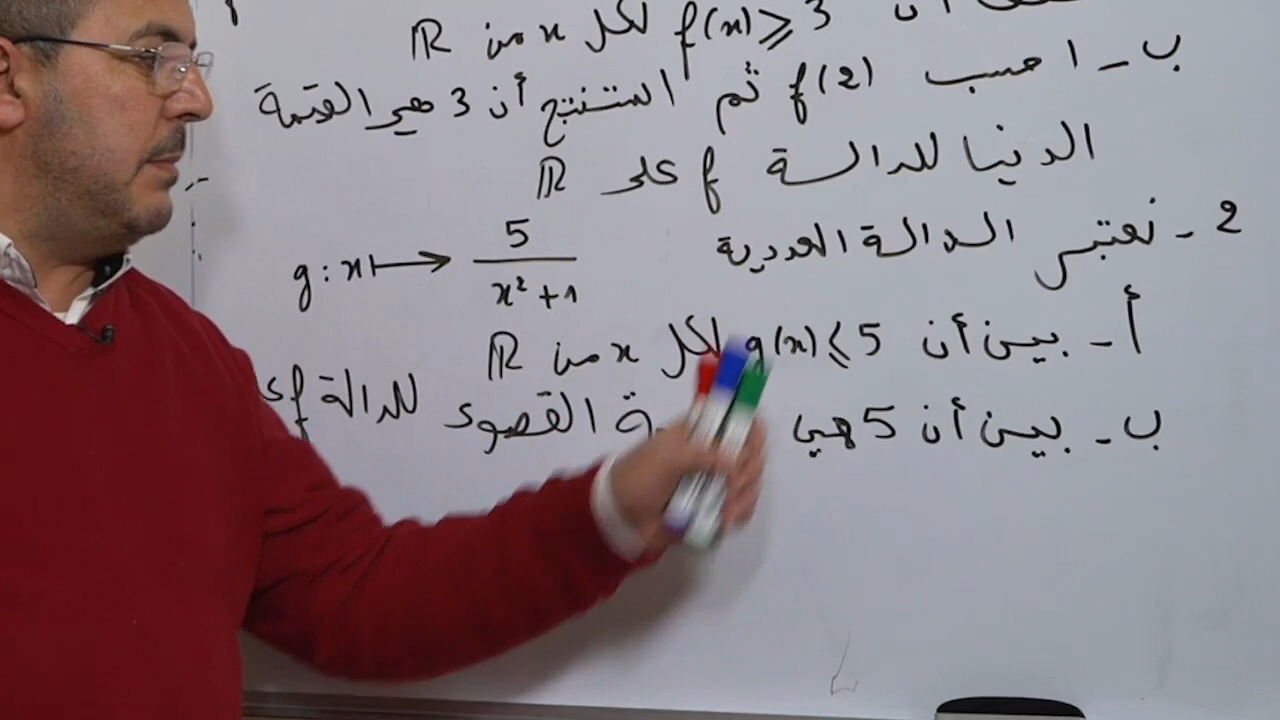 أن f(x) ⩾ 3 لكل x من ℝ
ب - احسب f(2) ثم استنتج أن 3 هي القيمة
الدنيا للدالة f على ℝ
2 - نعتبر الدالة العددية g : x ⟼ 5/(x² + 1)
أ - بين أن g(x) ⩽ 5 لكل x من ℝ
ب - بين أن 5 هي القصوى للدالة f